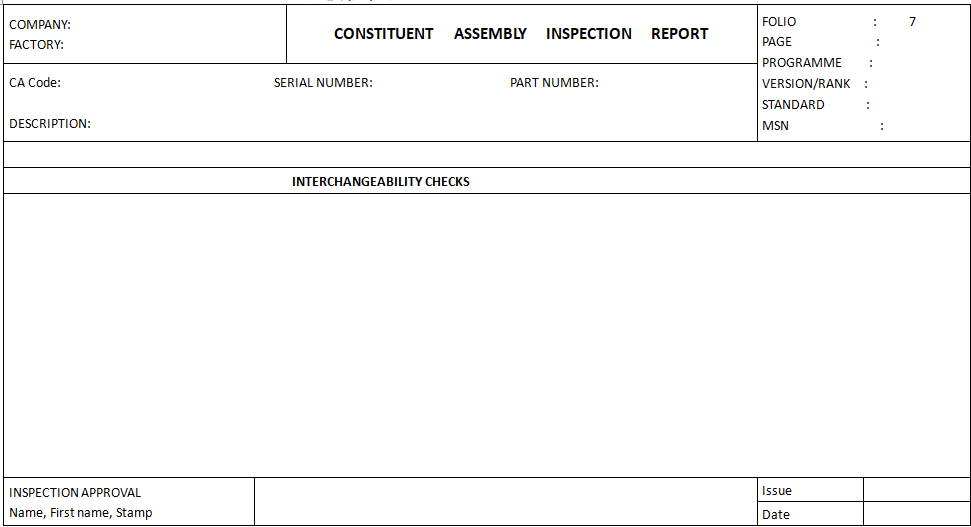 COMPANY:
FACTORY:
CONSTITUENT ASSEMBLY INSPECTION REPORT
FOLIO : 7
PAGE :
PROGRAMME :
VERSION/RANK :
STANDARD :
MSN :
CA Code: SERIAL NUMBER: PART NUMBER:
DESCRIPTION:
INTERCHANGEABILITY CHECKS
INSPECTION APPROVAL
Name, First name, Stamp
Issue
Date